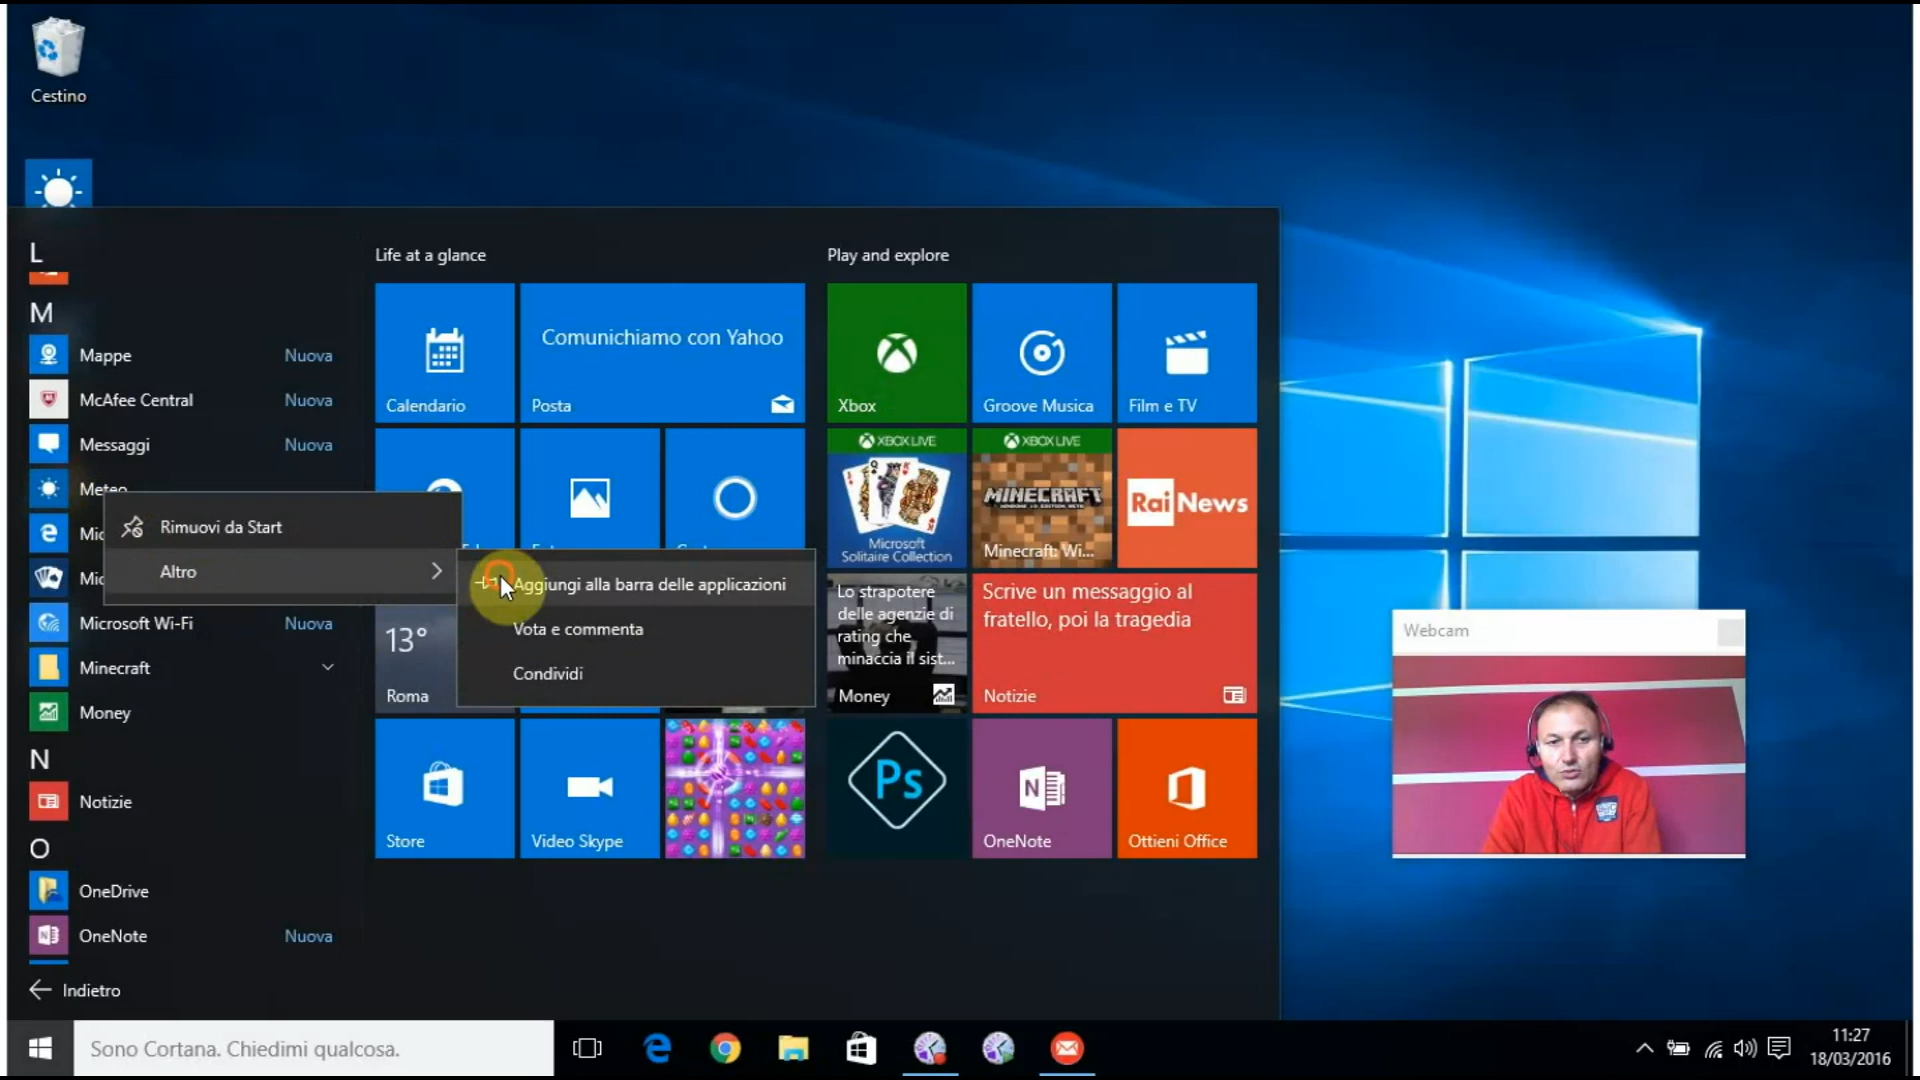 Cestino
L
M
Mappe Nuova
McAfee Central Nuova
Messaggi Nuova
Meteo
Rimuovi da Start
Altro
Aggiungi alla barra delle applicazioni
Vota e commenta
Condividi
Microsoft Wi-Fi Nuova
Minecraft
Money
N
Notizie
O
OneDrive
OneNote Nuova
Indietro
Life at a glance
Calendario
Comunichiamo con Yahoo
Posta
13°
Roma
Store
Video Skype
Play and explore
Xbox
Groove Musica
Film e TV
XBOX LIVE
Microsoft
Solitaire Collection
XBOX LIVE
MINECRAFT
Minecraft: Wi...
Rai News
Lo strapotere
delle agenzie di
rating che
minaccia il sist...
Money
Scrive un messaggio al
fratello, poi la tragedia
Notizie
Ps
OneNote
Ottieni Office
Webcam
Sono Cortana. Chiedimi qualcosa.
11:27
18/03/2016